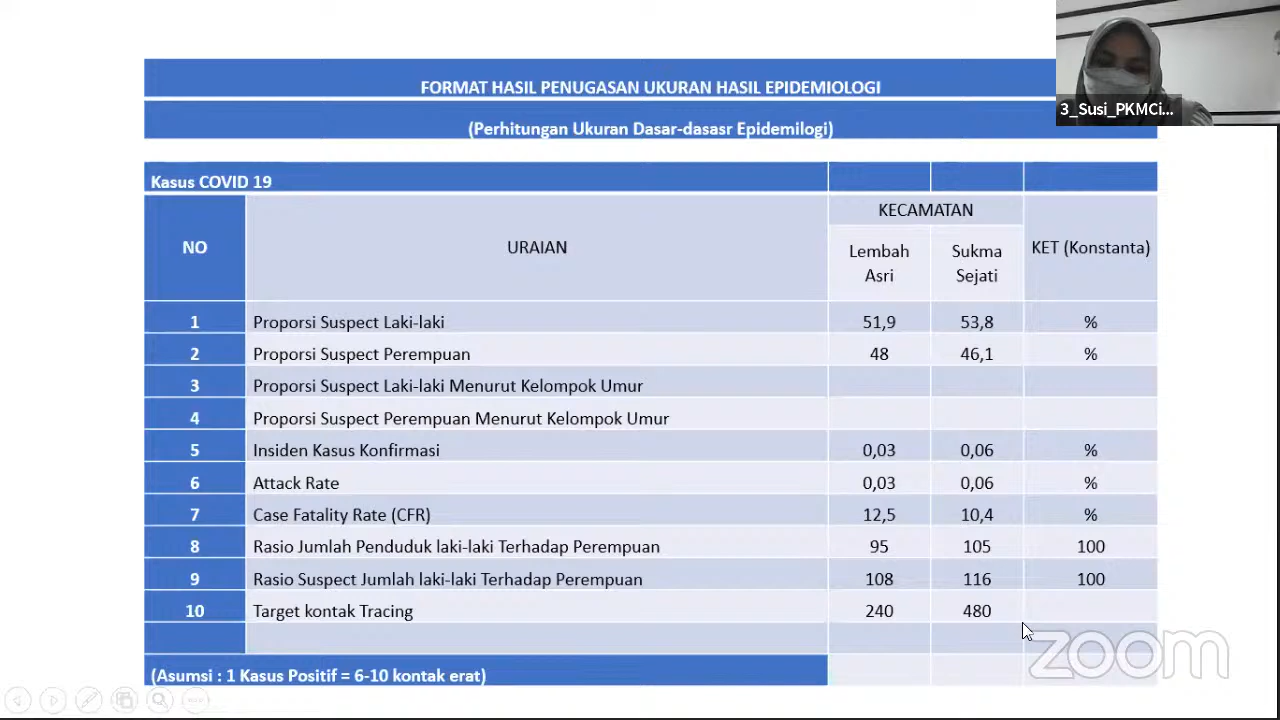 FORMAT HASIL PENUGASAN UKURAN HASIL EPIDEMIOLOGI
(Perhitungan Ukuran Dasar-dasasr Epidemilogi)
3_Susi_PKMCi...
Kasus COVID 19
NO URAIAN KECAMATAN KET (Konstanta)
Lembah Asri Sukma Sejati
1 Proporsi Suspect Laki-laki 51,9 53,8 %
2 Proporsi Suspect Perempuan 48 46,1 %
3 Proporsi Suspect Laki-laki Menurut Kelompok Umur
4 Proporsi Suspect Perempuan Menurut Kelompok Umur
5 Insiden Kasus Konfirmasi 0,03 0,06 %
6 Attack Rate 0,03 0,06 %
7 Case Fatality Rate (CFR) 12,5 10,4 %
8 Rasio Jumlah Penduduk laki-laki Terhadap Perempuan 95 105 100
9 Rasio Suspect Jumlah laki-laki Terhadap Perempuan 108 116 100
10 Target kontak Tracing 240 480
(Asumsi : 1 Kasus Positif = 6-10 kontak erat)
zoom